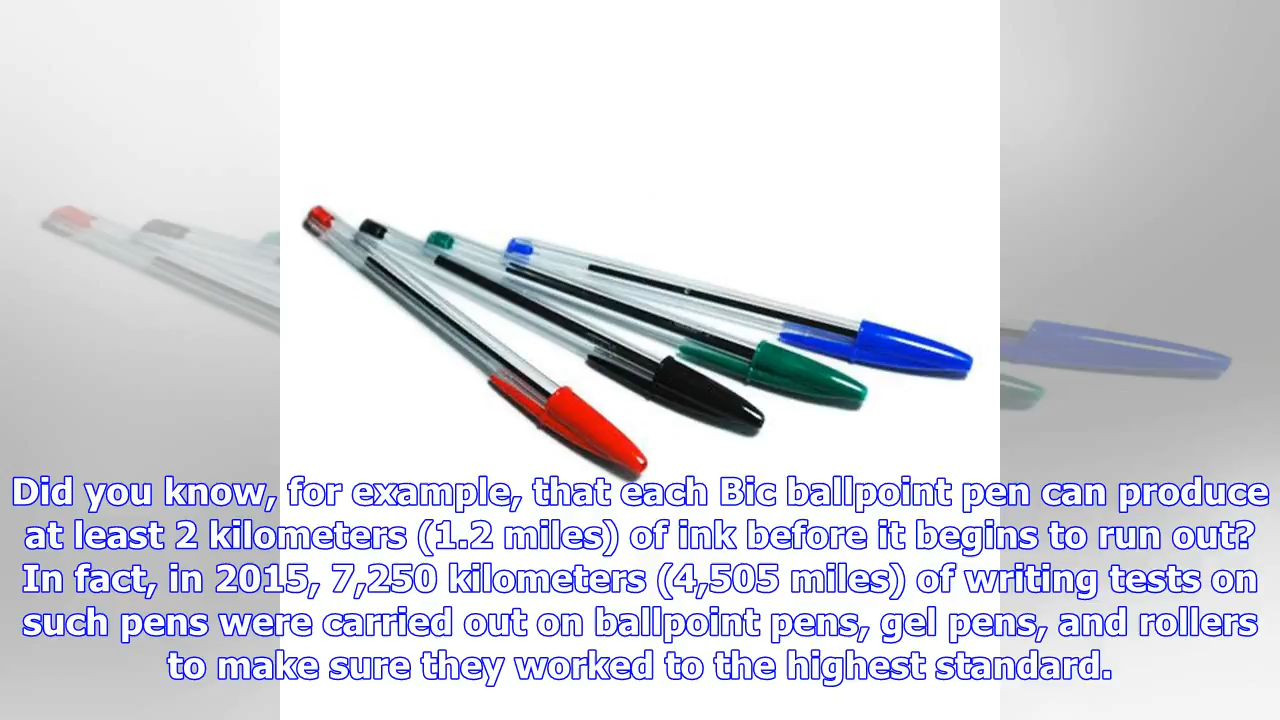 Did you know, for example, that each Bic ballpoint pen can produce
at least 2 kilometers (1.2 miles) of ink before it begins to run out?
In fact, in 2015, 7,250 kilometers (4,505 miles) of writing tests on
such pens were carried out on ballpoint pens, gel pens, and rollers
to make sure they worked to the highest standard.